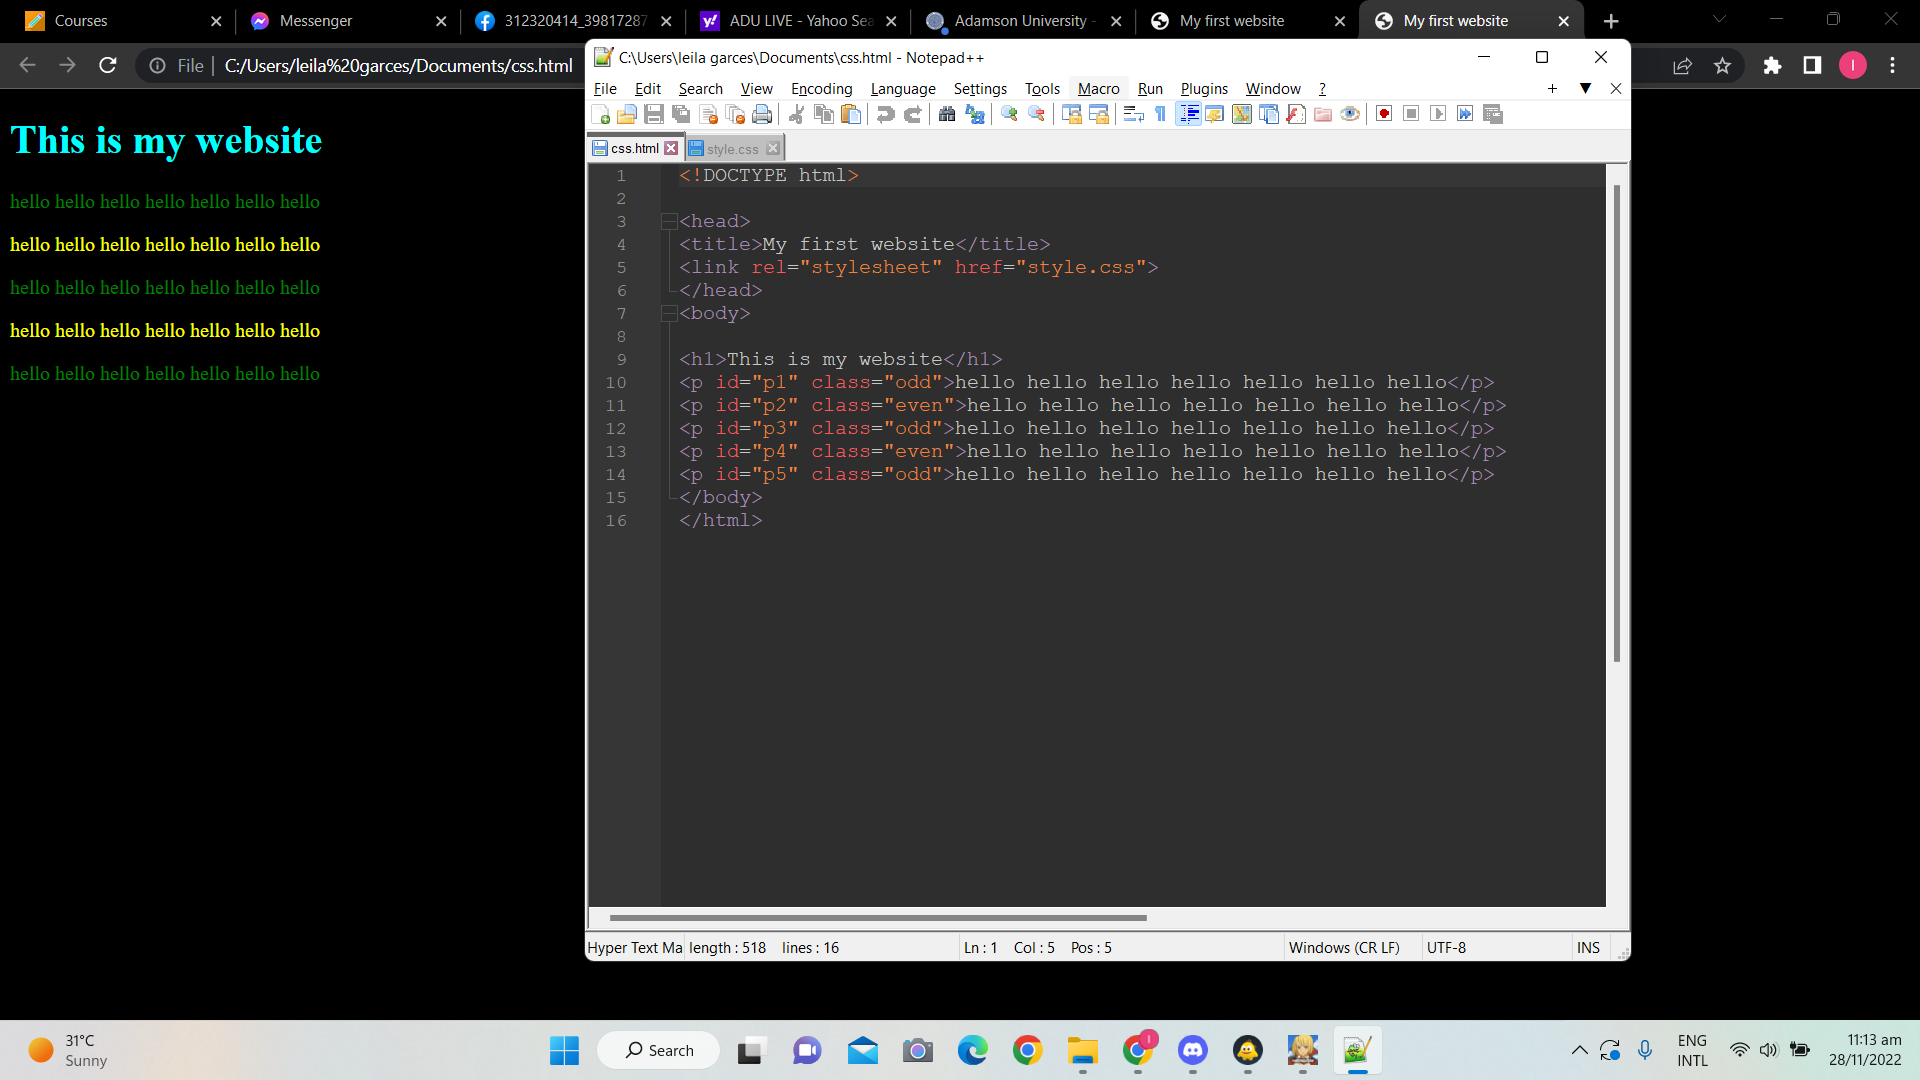 Courses
Messenger
312320414_39817287
ADU LIVE - Yahoo Sea
Adamson University -
My first website
My first website
File
C:/Users/leila%20garces/Documents/css.html
This is my website
hello hello hello hello hello hello hello
hello hello hello hello hello hello hello
hello hello hello hello hello hello hello
hello hello hello hello hello hello hello
hello hello hello hello hello hello hello
C:\Users\leila garces\Documents\css.html - Notepad++
File Edit Search View Encoding Language Settings Tools Macro Run Plugins Window ?
css.html
style.css
1 <!DOCTYPE html>
2
3 <head>
4 <title>My first website</title>
5 <link rel="stylesheet" href="style.css">
6 </head>
7 <body>
8
9 <h1>This is my website</h1>
10 <p id="p1" class="odd">hello hello hello hello hello hello hello</p>
11 <p id="p2" class="even">hello hello hello hello hello hello hello</p>
12 <p id="p3" class="odd">hello hello hello hello hello hello hello</p>
13 <p id="p4" class="even">hello hello hello hello hello hello hello</p>
14 <p id="p5" class="odd">hello hello hello hello hello hello hello</p>
15 </body>
16 </html>
Hyper Text Ma length : 518 lines : 16 Ln : 1 Col : 5 Pos : 5 Windows (CR LF) UTF-8 INS
31°C
Sunny
Search
ENG
INTL
11:13 am
28/11/2022